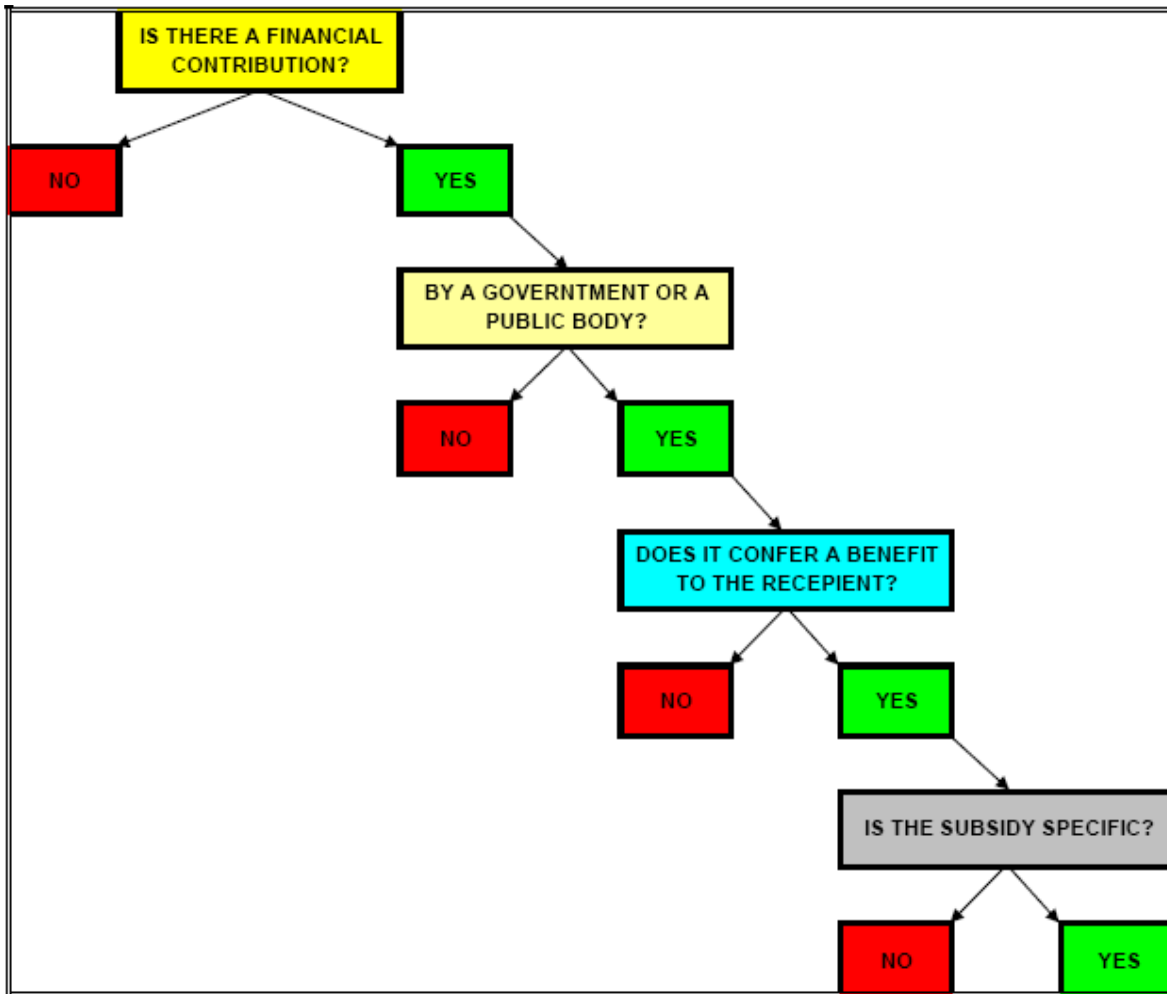 IS THERE A FINANCIAL
CONTRIBUTION?
NO
YES
BY A GOVERNTMENT OR A
PUBLIC BODY?
NO
YES
DOES IT CONFER A BENEFIT
TO THE RECEPIENT?
NO
YES
IS THE SUBSIDY SPECIFIC?
NO
YES